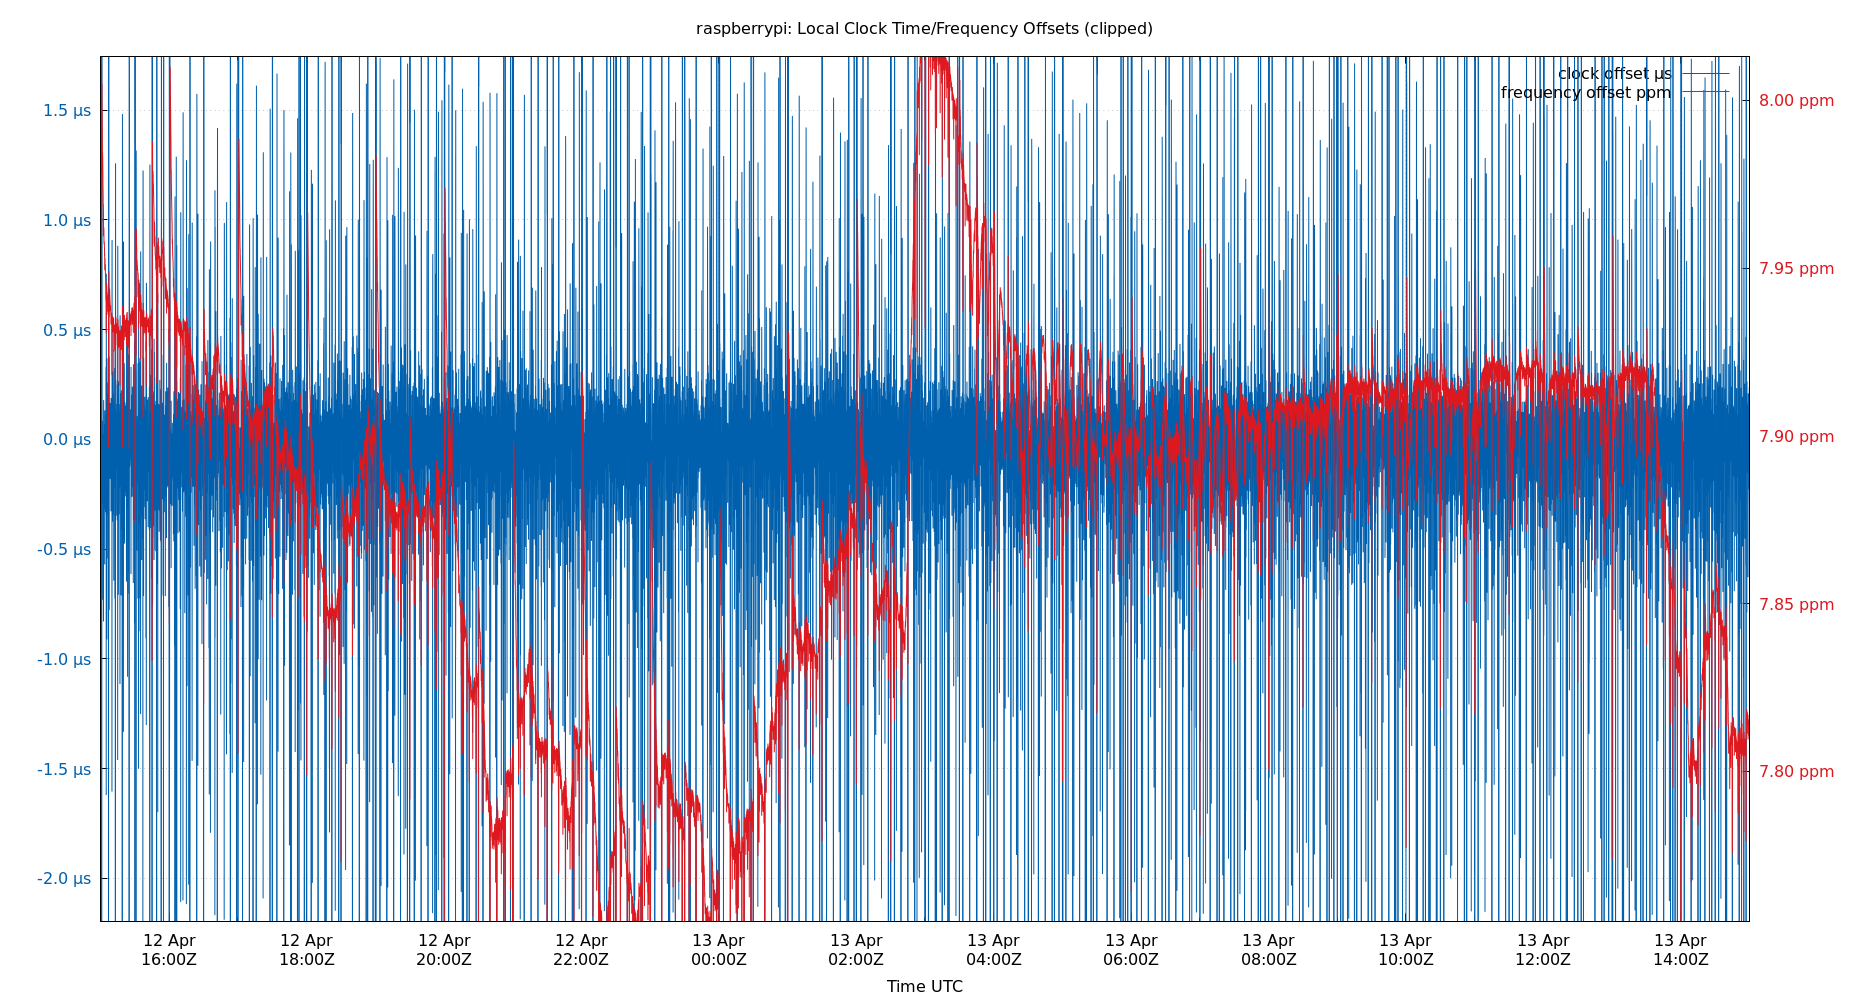 raspberrypi: Local Clock Time/Frequency Offsets (clipped)
clock offset µs
frequency offset ppm
1.5 µs
1.0 µs
0.5 µs
0.0 µs
-0.5 µs
-1.0 µs
-1.5 µs
-2.0 µs
8.00 ppm
7.95 ppm
7.90 ppm
7.85 ppm
7.80 ppm
12 Apr 12 Apr 12 Apr 12 Apr 13 Apr 13 Apr 13 Apr 13 Apr 13 Apr 13 Apr 13 Apr 13 Apr
16:00Z 18:00Z 20:00Z 22:00Z 00:00Z 02:00Z 04:00Z 06:00Z 08:00Z 10:00Z 12:00Z 14:00Z
Time UTC